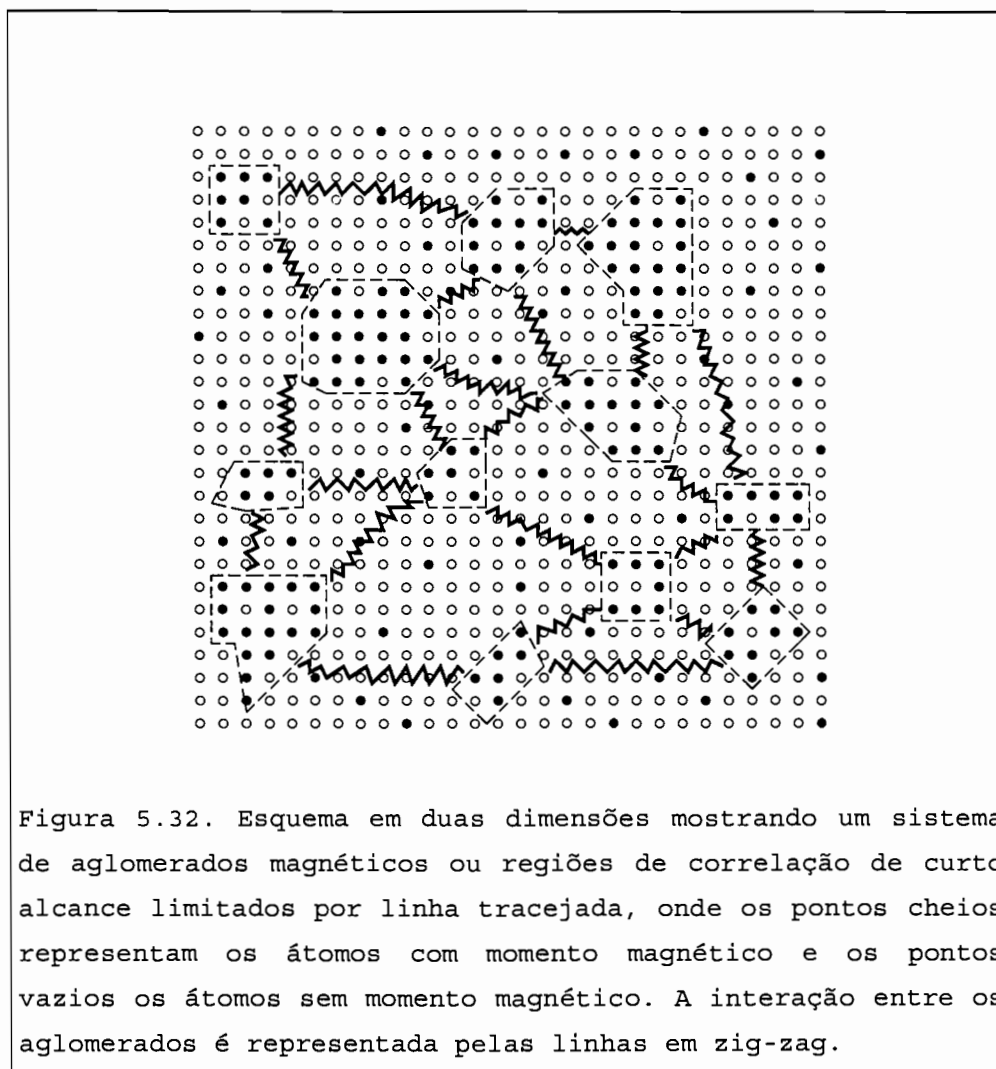 Figura 5.32. Esquema em duas dimensões mostrando um sistema
de aglomerados magnéticos ou regiões de correlação de curto
alcance limitados por linha tracejada, onde os pontos cheios
representam os átomos com momento magnético e os pontos
vazios os átomos sem momento magnético. A interação entre os
aglomerados é representada pelas linhas em zig-zag.